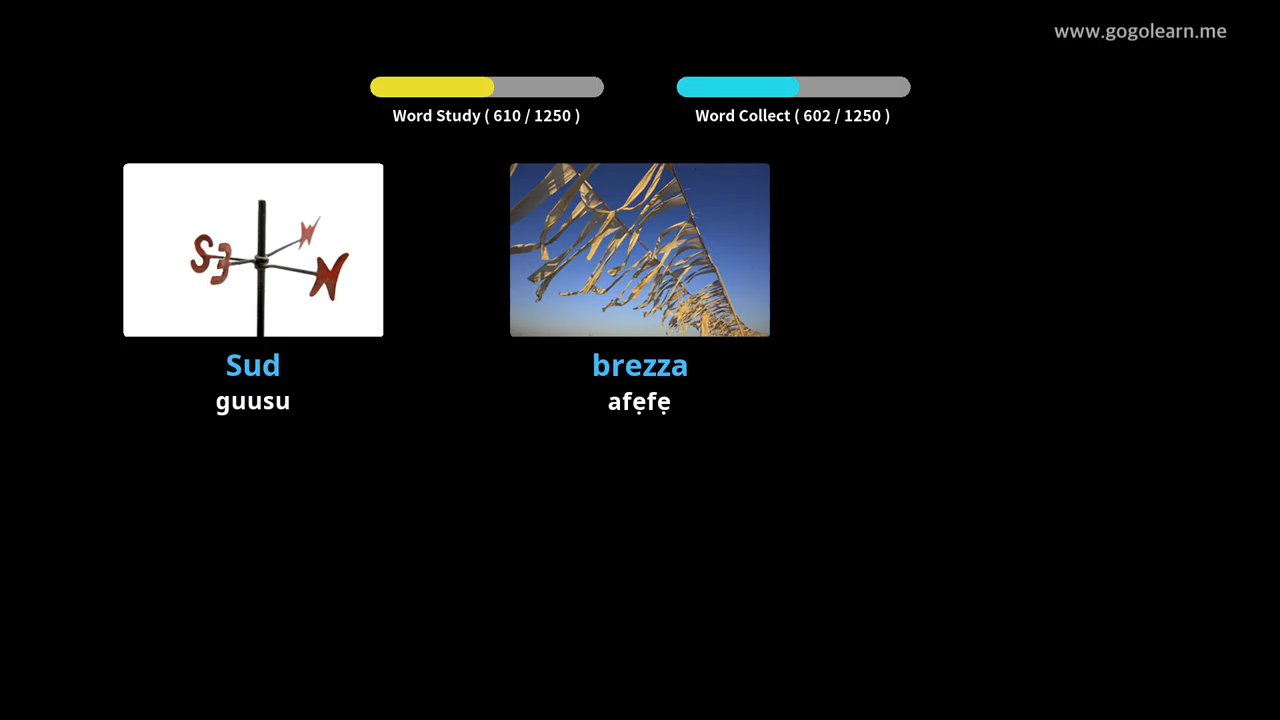 www.gogolearn.me
Word Study ( 610 / 1250 )
Word Collect ( 602 / 1250 )
S E N N
Sud
guusu
brezza
afẹfẹ